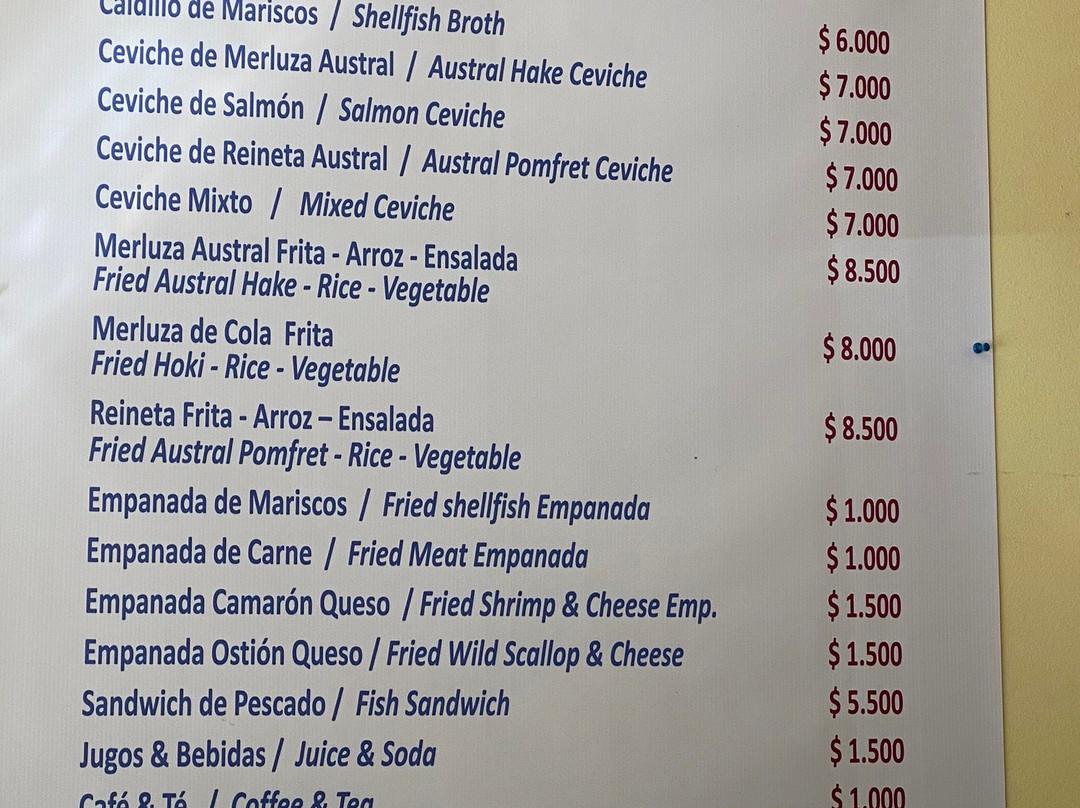 Caldillo de Mariscos / Shellfish Broth $ 6.000
Ceviche de Merluza Austral / Austral Hake Ceviche $ 7.000
Ceviche de Salmón / Salmon Ceviche $ 7.000
Ceviche de Reineta Austral / Austral Pomfret Ceviche $ 7.000
Ceviche Mixto / Mixed Ceviche $ 7.000
Merluza Austral Frita - Arroz - Ensalada $ 8.500
Fried Austral Hake - Rice - Vegetable
Merluza de Cola Frita $ 8.000
Fried Hoki - Rice - Vegetable
Reineta Frita - Arroz – Ensalada $ 8.500
Fried Austral Pomfret - Rice - Vegetable
Empanada de Mariscos / Fried shellfish Empanada $ 1.000
Empanada de Carne / Fried Meat Empanada $ 1.000
Empanada Camarón Queso / Fried Shrimp & Cheese Emp. $ 1.500
Empanada Ostión Queso / Fried Wild Scallop & Cheese $ 1.500
Sandwich de Pescado / Fish Sandwich $ 5.500
Jugos & Bebidas / Juice & Soda $ 1.500
Café & Té / Coffee & Tea $ 1.000